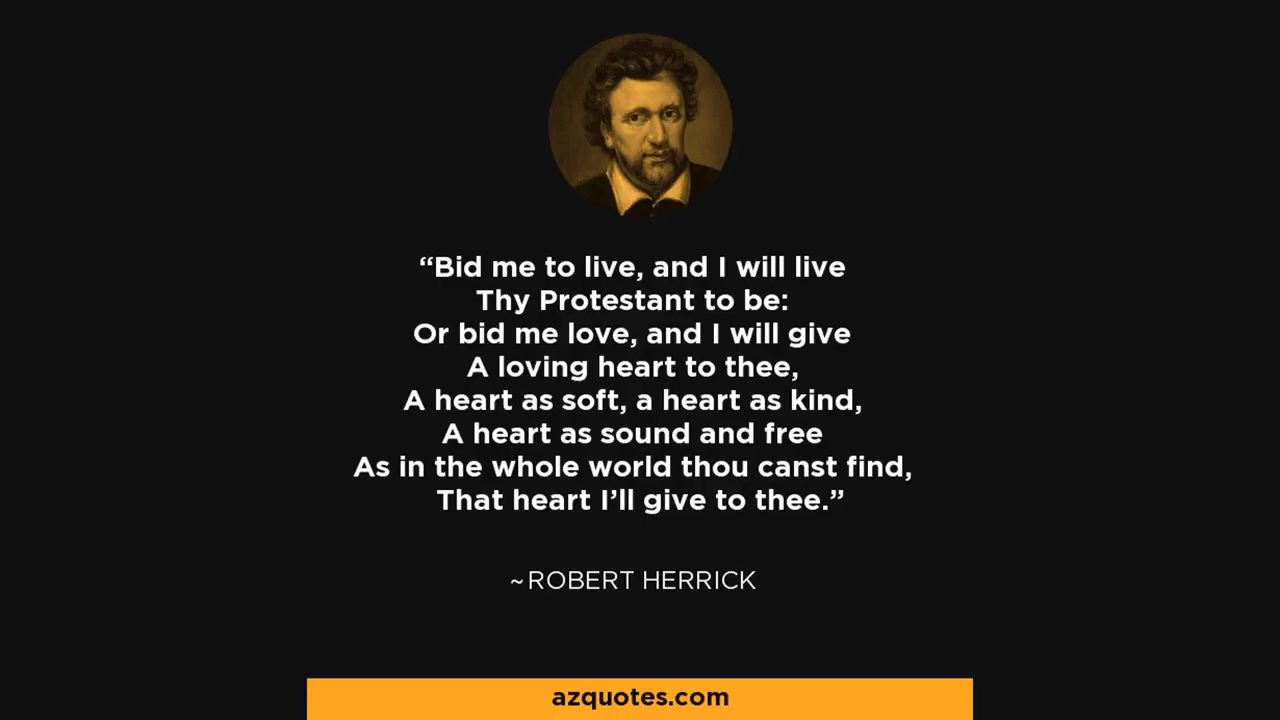 “Bid me to live, and I will live
Thy Protestant to be:
Or bid me love, and I will give
A loving heart to thee,
A heart as soft, a heart as kind,
A heart as sound and free
As in the whole world thou canst find,
That heart I’ll give to thee.”
~ROBERT HERRICK
azquotes.com